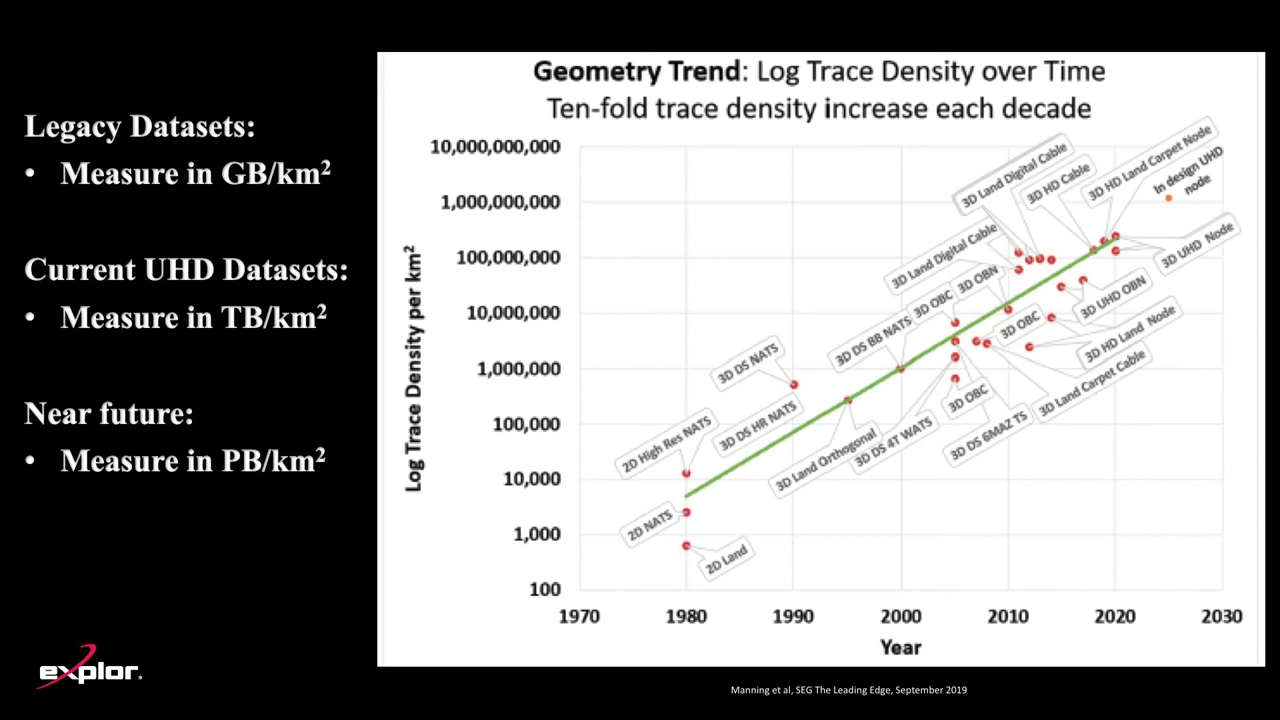 Legacy Datasets:
• Measure in GB/km²
Current UHD Datasets:
• Measure in TB/km²
Near future:
• Measure in PB/km²
explor®
Geometry Trend: Log Trace Density over Time
Ten-fold trace density increase each decade
Log Trace Density per km²
10,000,000,000
1,000,000,000
100,000,000
10,000,000
1,000,000
100,000
10,000
1,000
100
1970 1980 1990 2000 2010 2020 2030
Year
2D Land
2D NATS
2D High Res NATS
3D DS NATS
3D DS HR NATS
3D Land Orthogonal
3D DS BB NATS
3D DS 4T WATS
3D OBC
3D OBC
3D OBN
3D OBC
3D DS 6MAZ TS
3D Land Carpet Cable
3D Land Digital Cable
3D Land Digital Cable
3D HD Cable
3D HD Land Carpet Node
In design UHD
node
3D UHD Node
3D UHD OBN
3D HD Land Node
Manning et al, SEG The Leading Edge, September 2019